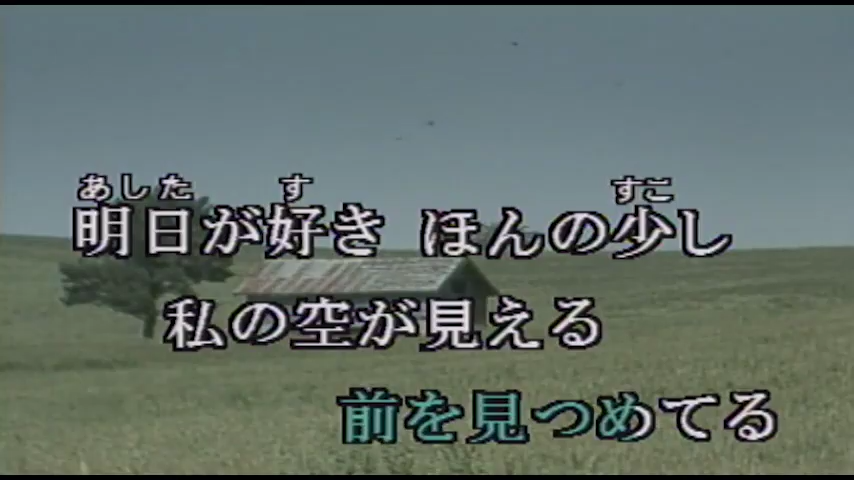 あした す すこ
明日が好き ほんの少し
私の空が見える
前を見つめてる